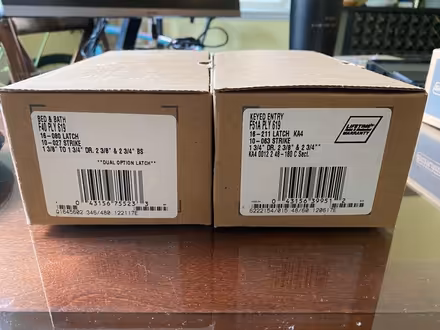 BED & BATH
F40 PLY 619
16-080 LATCH
10-027 STRIKE
1 3/8" TO 1 3/4" DR. 2 3/8" & 2 3/4" BS
**DUAL OPTION LATCH**
0 43156 75523 3
KEYED ENTRY
F51A PLY 619
16-211 LATCH KA4
10-063 STRIKE
1 3/4" DR. 2 3/8" & 2 3/4"
LIFETIME
WARRANTY
0 43156 39951 2